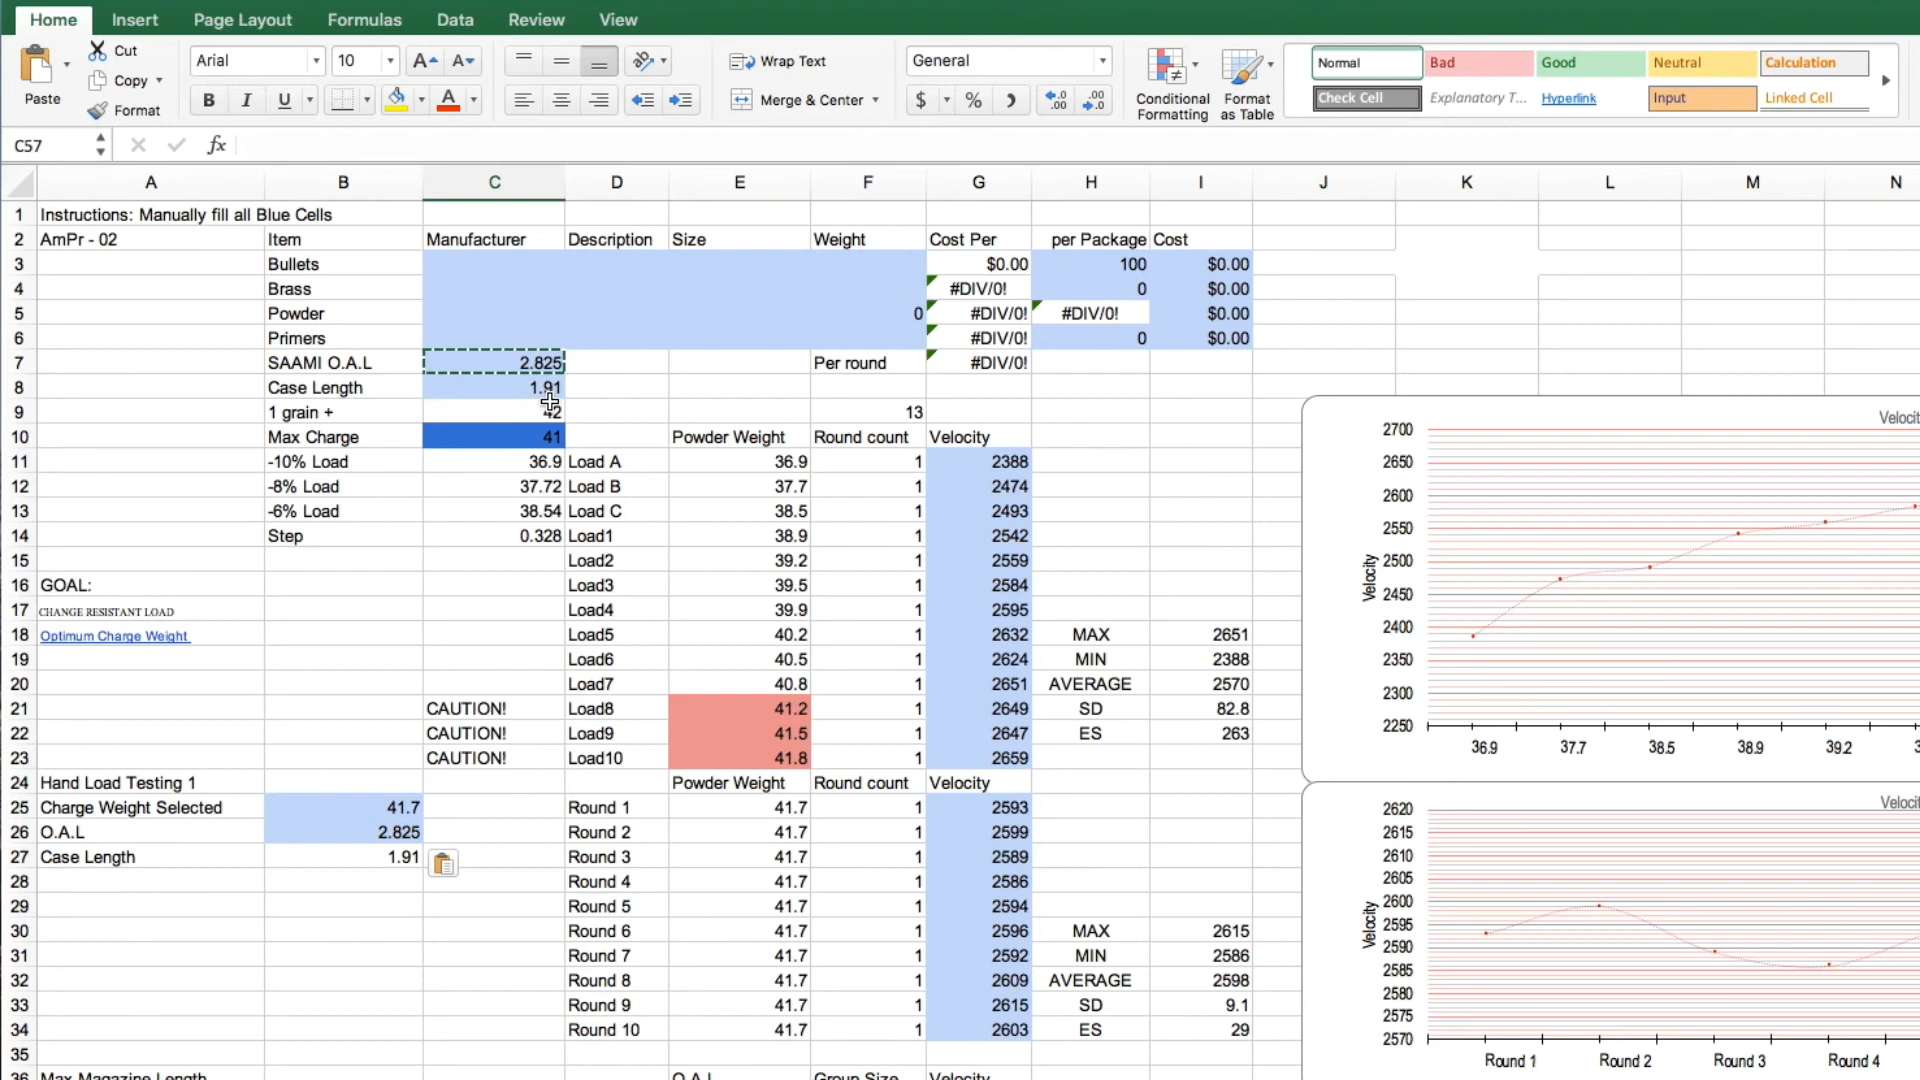 Home Insert Page Layout Formulas Data Review View
Cut
Copy
Format
Paste
Arial 10 A A
B I U A
Wrap Text
Merge & Center
General
$ % .00 .0 .00
Conditional Formatting
Format as Table
Normal Bad Good Neutral Calculation
Check Cell Explanatory T... Hyperlink Input Linked Cell
C57 fx
A B C D E F G H I J K L M N
1 Instructions: Manually fill all Blue Cells
2 AmPr - 02 Item Manufacturer Description Size Weight Cost Per per Package Cost
3 Bullets $0.00 100 $0.00
4 Brass #DIV/0! 0 $0.00
5 Powder 0 #DIV/0! #DIV/0! $0.00
6 Primers #DIV/0! 0 $0.00
7 SAAMI O.A.L 2.825 Per round #DIV/0!
8 Case Length 1.91
9 1 grain + 42 13
10 Max Charge 41 Powder Weight Round count Velocity
11 -10% Load 36.9 Load A 36.9 1 2388
12 -8% Load 37.72 Load B 37.7 1 2474
13 -6% Load 38.54 Load C 38.5 1 2493
14 Step 0.328 Load1 38.9 1 2542
15 Load2 39.2 1 2559
16 GOAL: Load3 39.5 1 2584
17 CHANGE RESISTANT LOAD Load4 39.9 1 2595
18 Optimum Charge Weight Load5 40.2 1 2632 MAX 2651
19 Load6 40.5 1 2624 MIN 2388
20 Load7 40.8 1 2651 AVERAGE 2570
21 CAUTION! Load8 41.2 1 2649 SD 82.8
22 CAUTION! Load9 41.5 1 2647 ES 263
23 CAUTION! Load10 41.8 1 2659
24 Hand Load Testing 1 Powder Weight Round count Velocity
25 Charge Weight Selected 41.7 Round 1 41.7 1 2593
26 O.A.L 2.825 Round 2 41.7 1 2599
27 Case Length 1.91 Round 3 41.7 1 2589
28 Round 4 41.7 1 2586
29 Round 5 41.7 1 2594
30 Round 6 41.7 1 2596 MAX 2615
31 Round 7 41.7 1 2592 MIN 2586
32 Round 8 41.7 1 2609 AVERAGE 2598
33 Round 9 41.7 1 2615 SD 9.1
34 Round 10 41.7 1 2603 ES 29
35
36 Max Magazine Length O.A.L Group Size Velocity
Velocit
2700
2650
2600
2550
2500
2450
2400
2350
2300
2250
Velocity
36.9 37.7 38.5 38.9 39.2 3
Velocit
2620
2615
2610
2605
2600
2595
2590
2585
2580
2575
2570
Velocity
Round 1 Round 2 Round 3 Round 4